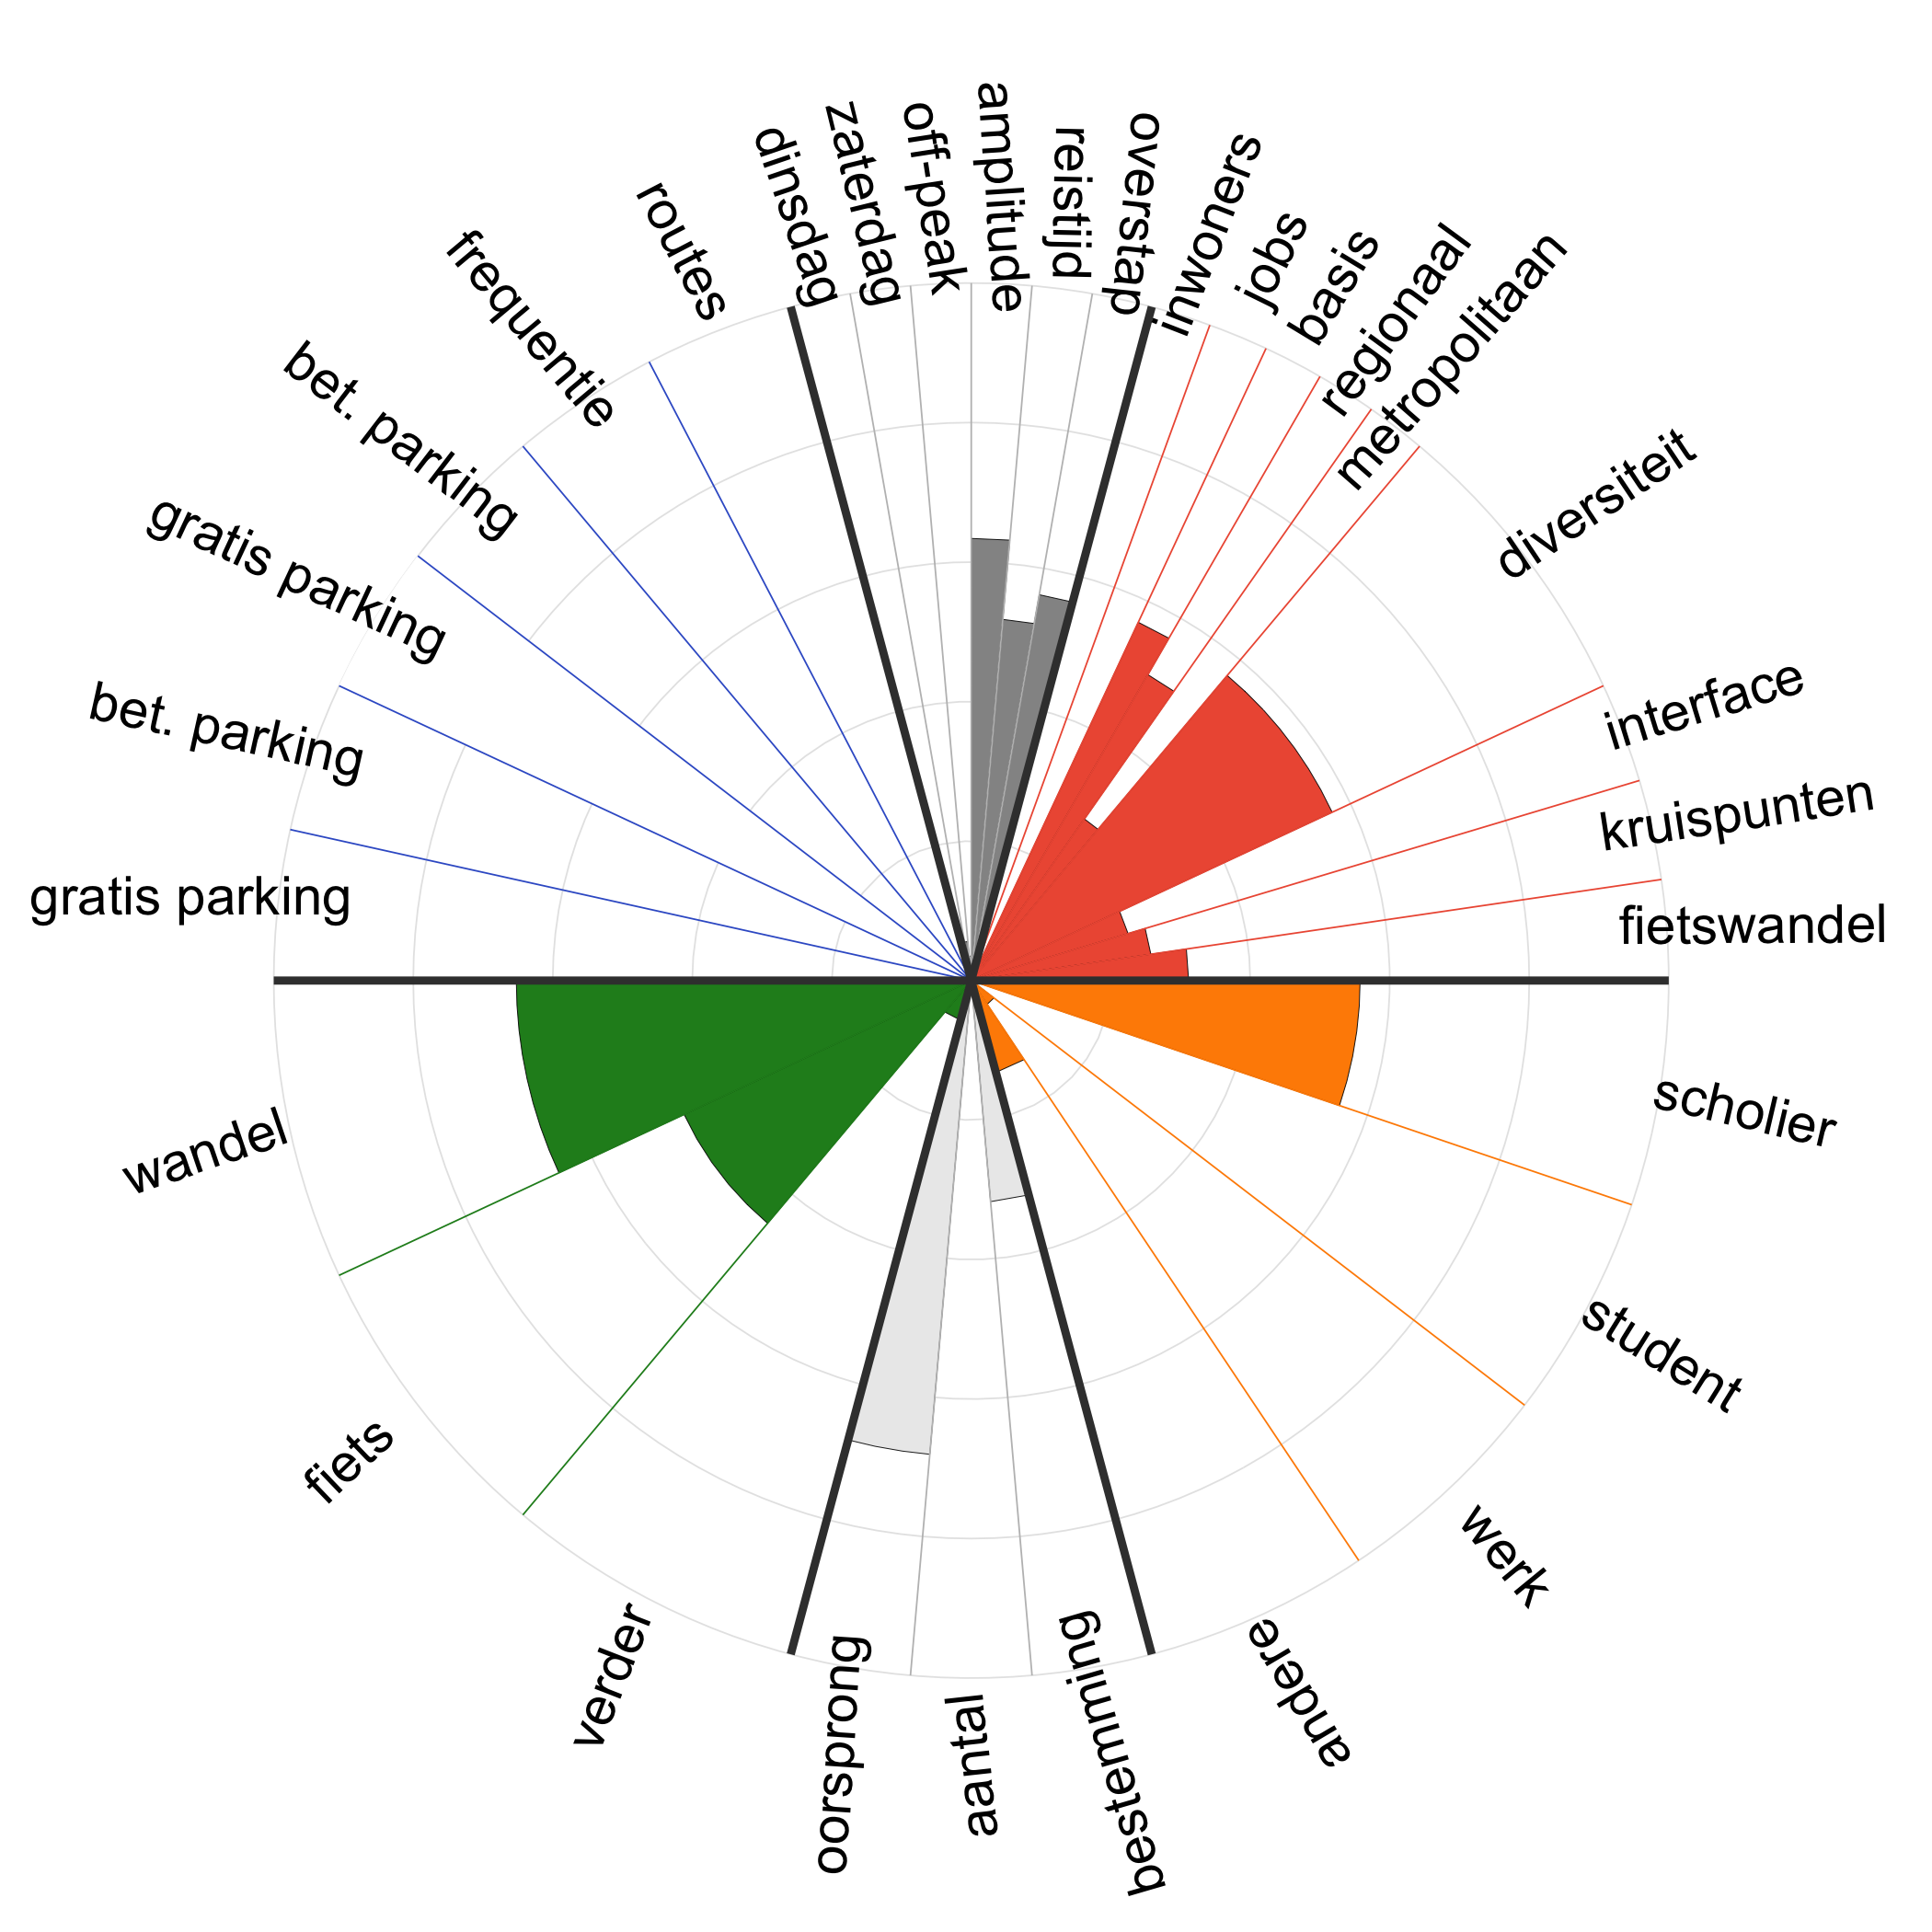 dinsdag
zaterdag
off-peak
amplitude
reistijd
overstap
inwoners
jobs
basis
regionaal
metropolitaan
diversiteit
interface
kruispunten
fietswandel
scholier
student
werk
andere
bestemming
aantal
oorsprong
verder
fiets
wandel
gratis parking
bet. parking
gratis parking
bet. parking
frequentie
routes